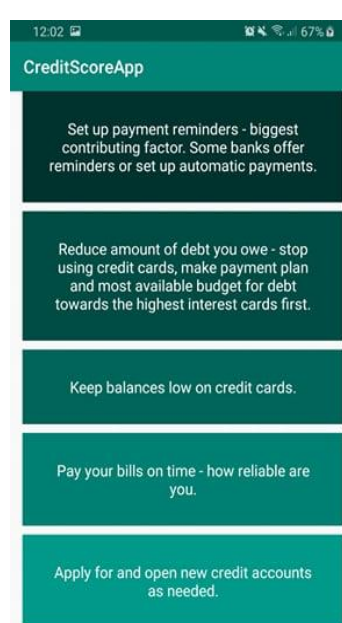 12:02 67%
CreditScoreApp
Set up payment reminders - biggest
contributing factor. Some banks offer
reminders or set up automatic payments.
Reduce amount of debt you owe - stop
using credit cards, make payment plan
and most available budget for debt
towards the highest interest cards first.
Keep balances low on credit cards.
Pay your bills on time - how reliable are
you.
Apply for and open new credit accounts
as needed.